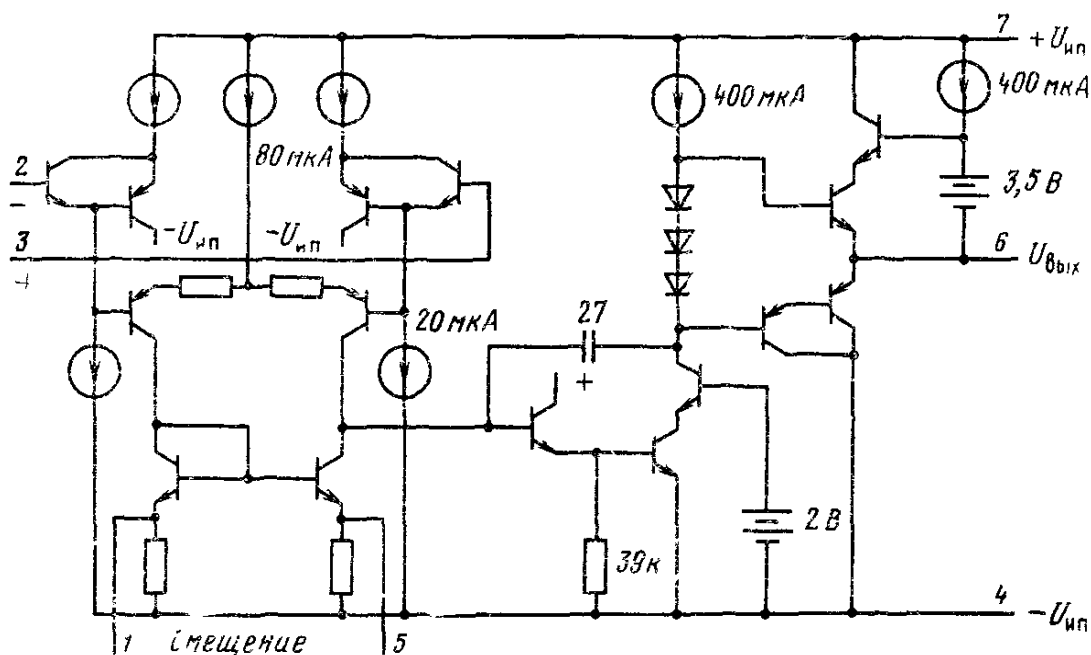 7
+Uип
400 мкА
400 мкА
2
80 мкА
3,5 В
−
−Uип
−Uип
3
6
Uвых
+
27
20 мкА
+
2 В
39к
4
−Uип
1
смещение
5